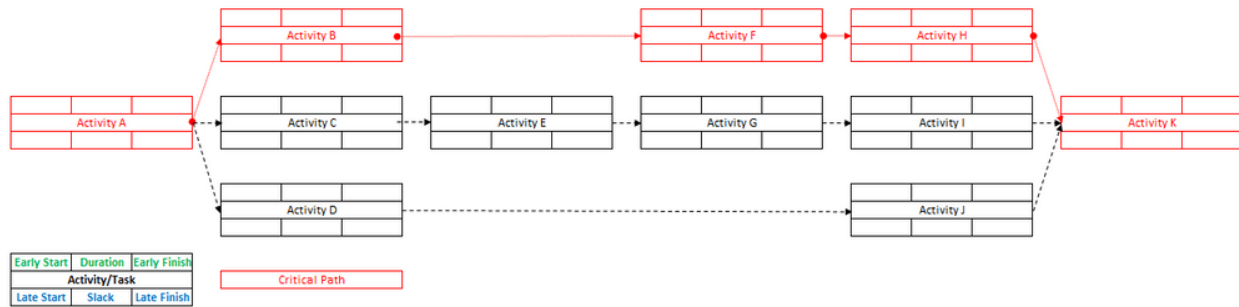 Activity B
Activity F
Activity H
Activity A
Activity C
Activity E
Activity G
Activity I
Activity K
Activity D
Activity J
Early Start Duration Early Finish
Activity/Task
Late Start Slack Late Finish
Critical Path